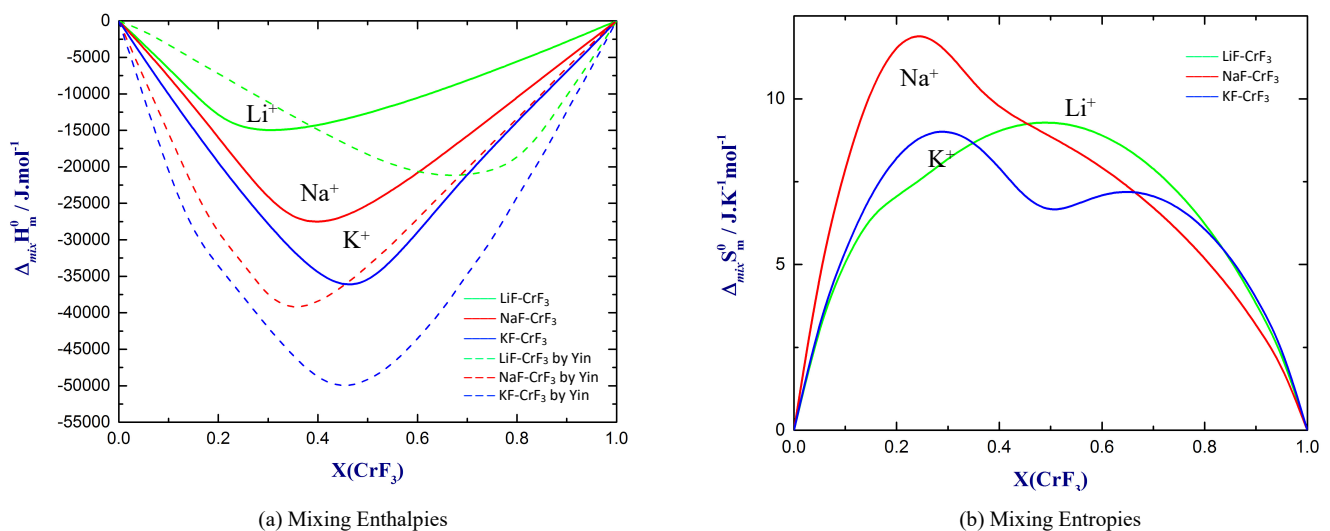 0
-5000
-10000
-15000
-20000
-25000
-30000
-35000
-40000
-45000
-50000
-55000
Δ_mix H⁰_m / J.mol⁻¹
Li⁺
Na⁺
K⁺
LiF-CrF₃
NaF-CrF₃
KF-CrF₃
LiF-CrF₃ by Yin
NaF-CrF₃ by Yin
KF-CrF₃ by Yin
0.0 0.2 0.4 0.6 0.8 1.0
X(CrF₃)
(a) Mixing Enthalpies
10
5
0
Δ_mix S⁰_m / J.K⁻¹mol⁻¹
Na⁺
Li⁺
K⁺
LiF-CrF₃
NaF-CrF₃
KF-CrF₃
0.0 0.2 0.4 0.6 0.8 1.0
X(CrF₃)
(b) Mixing Entropies